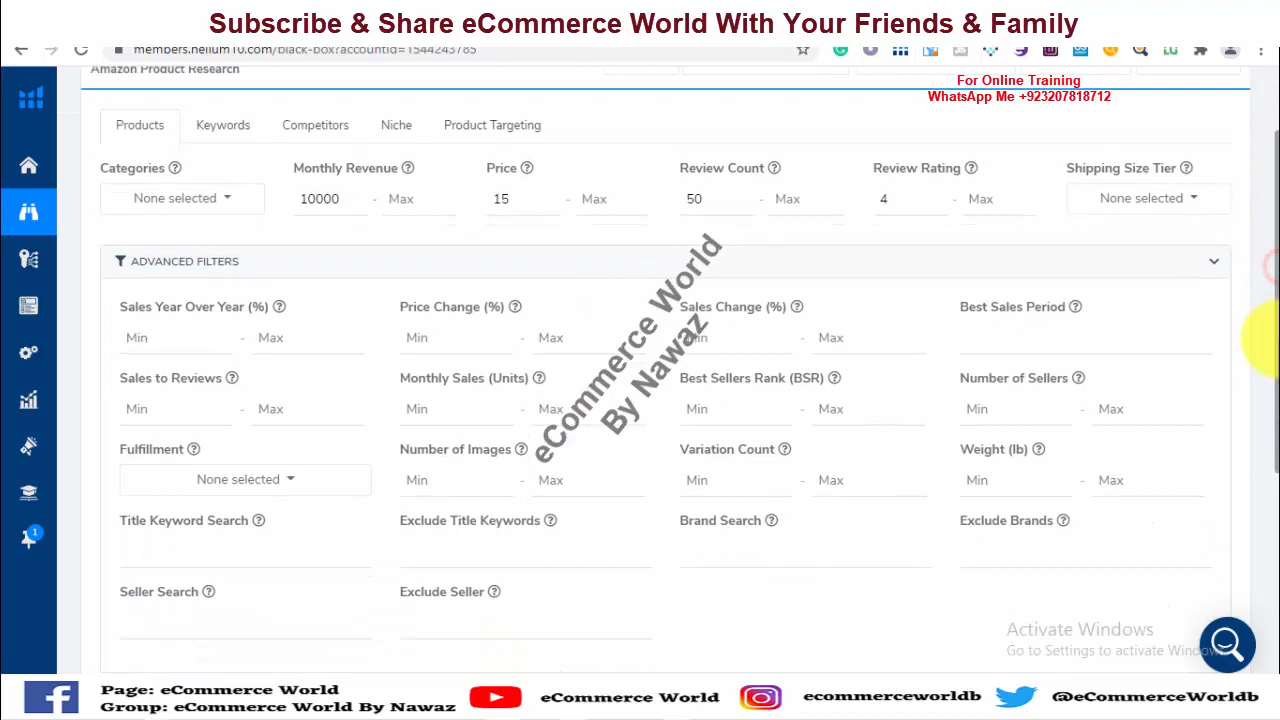 Subscribe & Share eCommerce World With Your Friends & Family
members.helium10.com/black-box?accountid=1544243785
Amazon Product Research
For Online Training
WhatsApp Me +923207818712
Products Keywords Competitors Niche Product Targeting
Categories Monthly Revenue Price Review Count Review Rating Shipping Size Tier
None selected 10000 - Max 15 - Max 50 - Max 4 - Max None selected
ADVANCED FILTERS
Sales Year Over Year (%) Price Change (%) Sales Change (%) Best Sales Period
Min - Max Min - Max Min - Max
Sales to Reviews Monthly Sales (Units) Best Sellers Rank (BSR) Number of Sellers
Min - Max Min - Max Min - Max Min - Max
Fulfillment Number of Images Variation Count Weight (lb)
None selected Min - Max Min - Max Min - Max
Title Keyword Search Exclude Title Keywords Brand Search Exclude Brands
Seller Search Exclude Seller
eCommerce World
By Nawaz
1
Activate Windows
Go to Settings to activate Windows.
Page: eCommerce World
Group: eCommerce World By Nawaz
eCommerce World
ecommerceworldb
@eCommerceWorldb